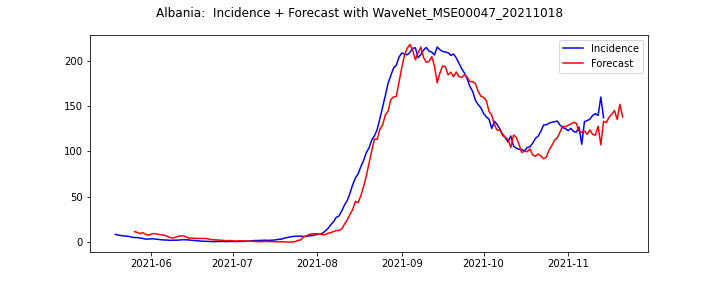 Albania:  Incidence + Forecast with WaveNet_MSE00047_20211018
Incidence
Forecast
200
150
100
50
0
2021-06 2021-07 2021-08 2021-09 2021-10 2021-11